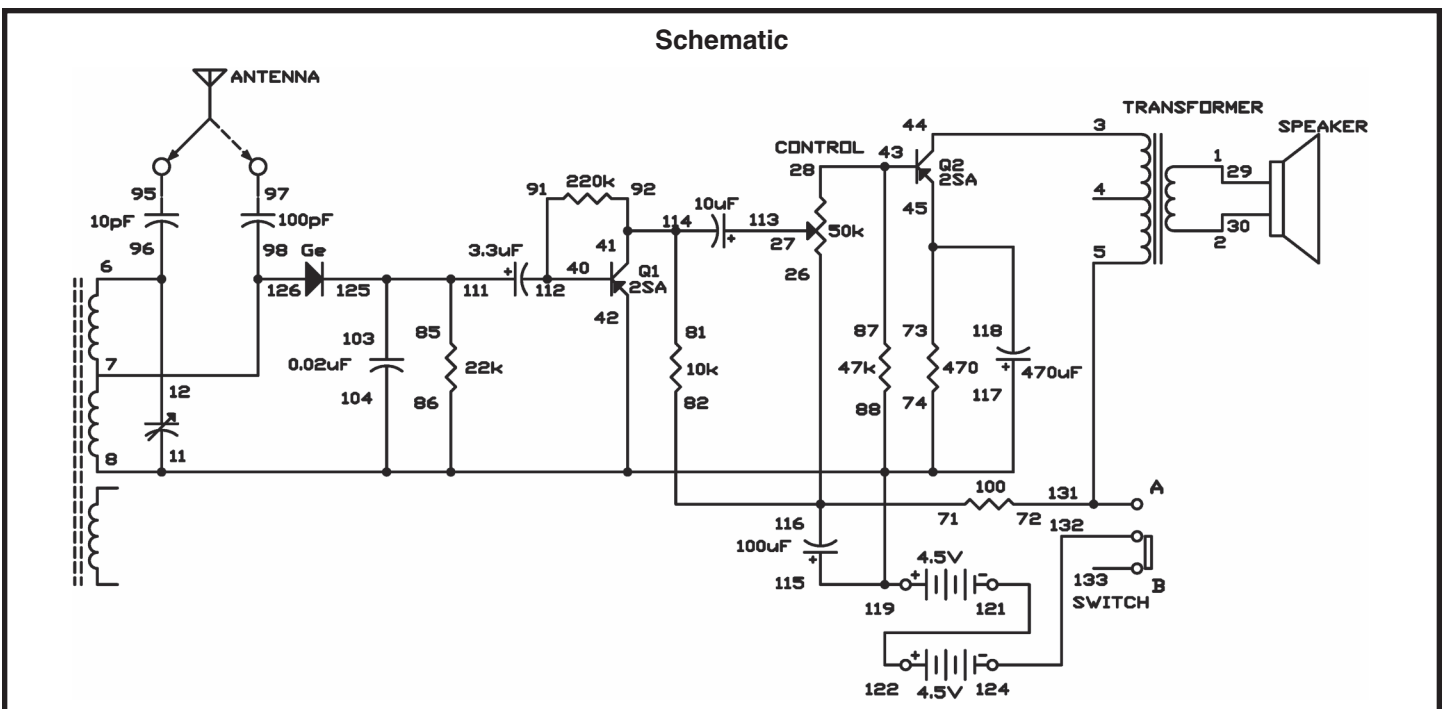 Schematic
ANTENNA
TRANSFORMER
SPEAKER
44
3
CONTROL
28
43
Q2
2SA
1
29
95
97
91
220k
92
4
45
10pF
100pF
10uF
114
113
27
50k
30
2
96
98
Ge
3.3uF
41
5
6
40
Q1
26
126
125
111
112
2SA
42
103
85
81
87
73
118
0.02uF
22k
10k
47k
470
470uF
7
12
104
86
82
88
74
117
8
11
100
131
A
71
72
132
116
100uF
4.5V
115
133
B
119
121
SWITCH
122
4.5V
124